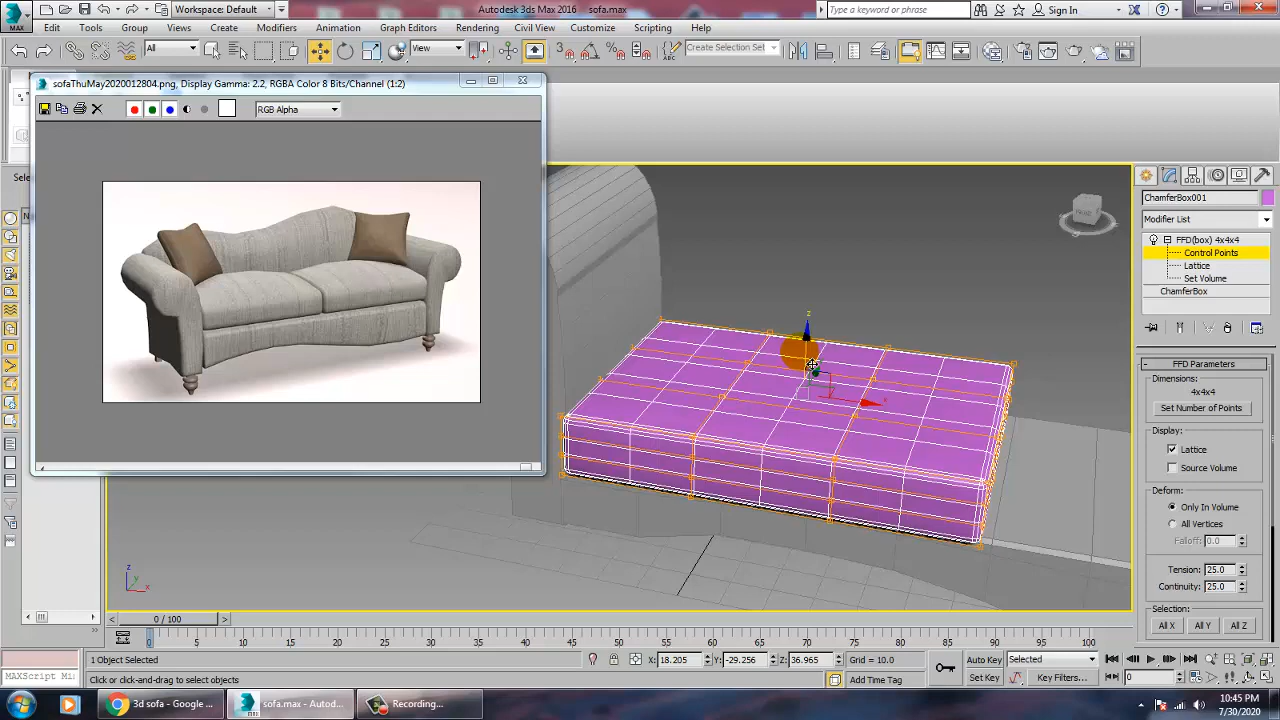 Workspace: Default
Autodesk 3ds Max 2016 sofa.max
Type a keyword or phrase
Sign In
MAX
Edit Tools Group Views Create Modifiers Animation Graph Editors Rendering Civil View Customize Scripting Help
All
View
Create Selection Set
sofaThuMay2020012804.png, Display Gamma: 2.2, RGBA Color 8 Bits/Channel (1:2)
RGB Alpha
Sele
N
ChamferBox001
Modifier List
FFD(box) 4x4x4
Control Points
Lattice
Set Volume
ChamferBox
FFD Parameters
Dimensions:
4x4x4
Set Number of Points
Display:
Lattice
Source Volume
Deform:
Only In Volume
All Vertices
Falloff: 0.0
Tension: 25.0
Continuity: 25.0
Selection:
All X All Y All Z
z
x
z
y
x
0 / 100
0 5 10 15 20 25 30 35 40 45 50 55 60 65 70 75 80 85 90 95 100
1 Object Selected
X: 18.205 Y: -29.256 Z: 36.965 Grid = 10.0
Auto Key Selected
MAXScript Mi
Click or click-and-drag to select objects
Add Time Tag
Set Key Key Filters...
0
3d sofa - Google ...
sofa.max - Autod...
Recording...
10:45 PM
7/30/2020